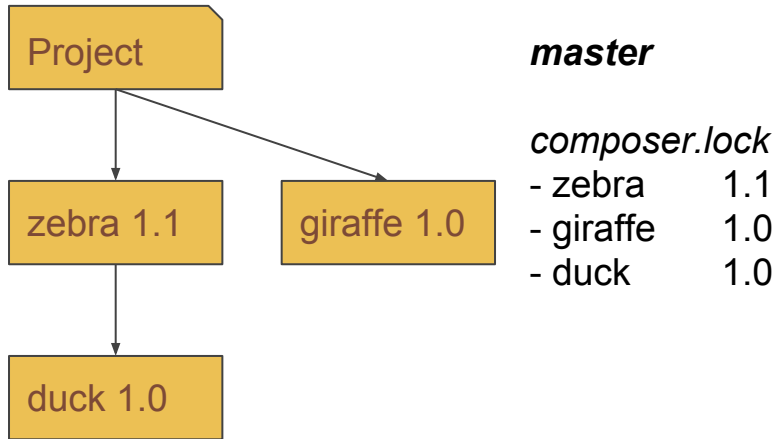 Project
zebra 1.1
giraffe 1.0
duck 1.0
master
composer.lock
- zebra 1.1
- giraffe 1.0
- duck 1.0